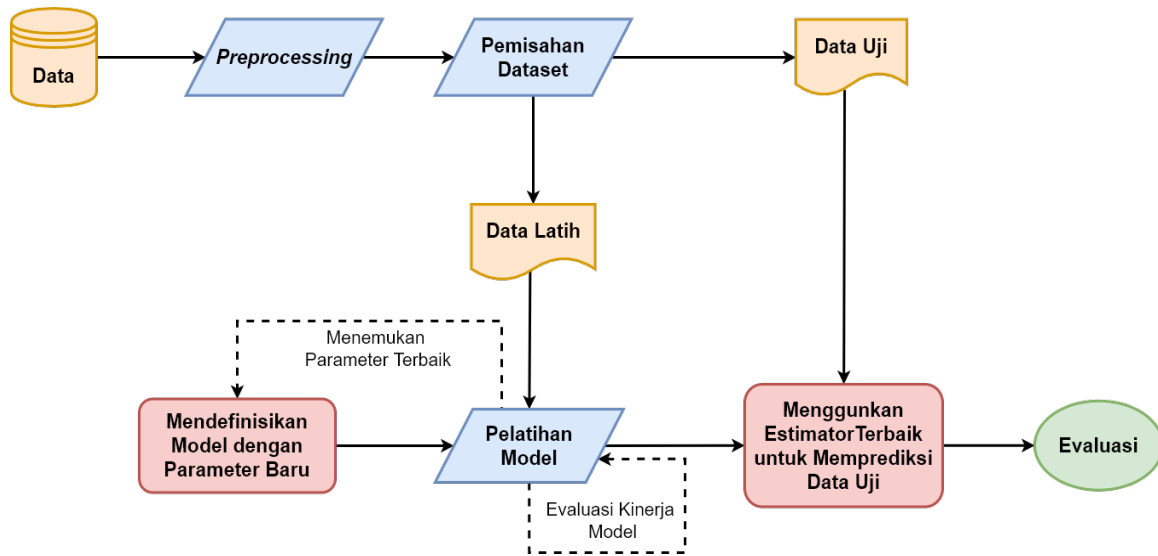 Data
Preprocessing
Pemisahan
Dataset
Data Uji
Data Latih
Menemukan
Parameter Terbaik
Mendefinisikan
Model dengan
Parameter Baru
Pelatihan
Model
Menggunkan
EstimatorTerbaik
untuk Memprediksi
Data Uji
Evaluasi
Evaluasi Kinerja
Model